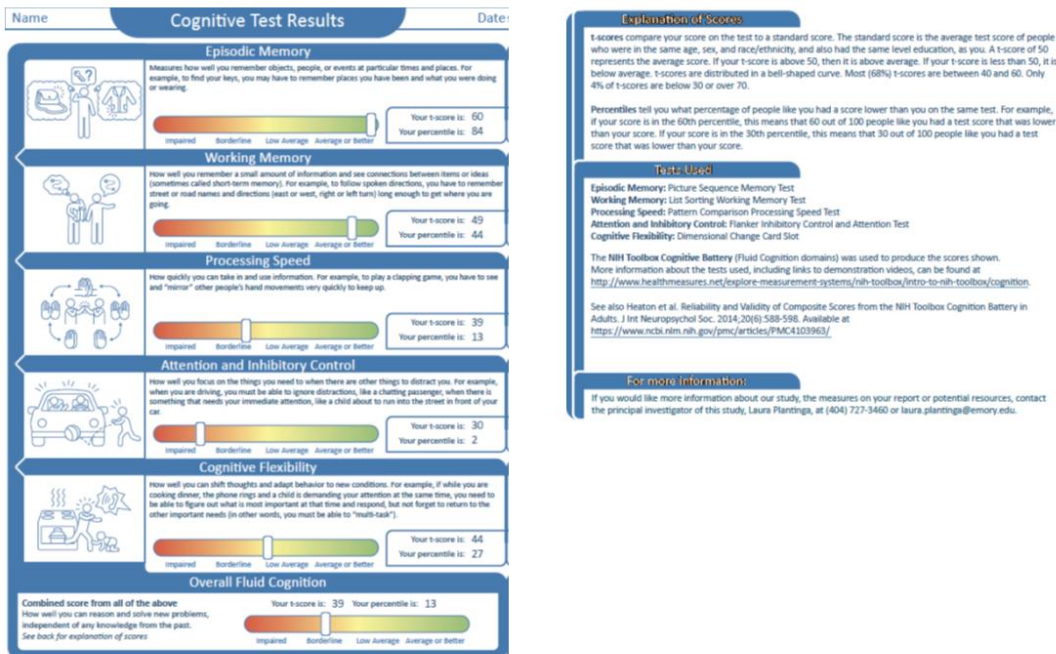 Name
Cognitive Test Results
Date:
Episodic Memory
Measures how well you remember objects, people, or events at particular times and places. For
example, to find your keys, you may have to remember places you have been and what you were doing
or wearing.
Your t-score is: 60
Your percentile is: 84
Impaired Borderline Low Average Average or Better
Working Memory
How well you remember a small amount of information and see connections between items or ideas
(sometimes called short-term memory). For example, to follow spoken directions, you have to remember
street or road names and directions (east or west, right or left turn) long enough to get where you are
going.
Your t-score is: 49
Your percentile is: 44
Impaired Borderline Low Average Average or Better
Processing Speed
How quickly you can take in and use information. For example, to play a clapping game, you have to see
and "mirror" other people's hand movements very quickly to keep up.
Your t-score is: 39
Your percentile is: 13
Impaired Borderline Low Average Average or Better
Attention and Inhibitory Control
How well you focus on the things you need to when there are other things to distract you. For example,
when you are driving, you must be able to ignore distractions, like a chatting passenger, when there is
something that needs your immediate attention, like a child about to run into the street in front of your
car.
Your t-score is: 30
Your percentile is: 2
Impaired Borderline Low Average Average or Better
Cognitive Flexibility
How well you can shift thoughts and adapt behavior to new conditions. For example, if while you are
cooking dinner, the phone rings and a child is demanding your attention at the same time, you need to
be able to figure out what is most important at that time and respond, but not forget to return to the
other important needs (in other words, you must be able to "multi-task").
Your t-score is: 44
Your percentile is: 27
Impaired Borderline Low Average Average or Better
Overall Fluid Cognition
Combined score from all of the above
How well you can reason and solve new problems,
independent of any knowledge from the past.
See back for explanation of scores
Your t-score is: 39 Your percentile is: 13
Impaired Borderline Low Average Average or Better
Explanation of Scores
t-scores compare your score on the test to a standard score. The standard score is the average test score of people
who were in the same age, sex, and race/ethnicity, and also had the same level education, as you. A t-score of 50
represents the average score. If your t-score is above 50, then it is above average. If your t-score is less than 50, it is
below average. t-scores are distributed in a bell-shaped curve. Most (68%) t-scores are between 40 and 60. Only
4% of t-scores are below 30 or over 70.
Percentiles tell you what percentage of people like you had a score lower than you on the same test. For example,
if your score is in the 60th percentile, this means that 60 out of 100 people like you had a test score that was lower
than your score. If your score is in the 30th percentile, this means that 30 out of 100 people like you had a test
score that was lower than your score.
Tests Used
Episodic Memory: Picture Sequence Memory Test
Working Memory: List Sorting Working Memory Test
Processing Speed: Pattern Comparison Processing Speed Test
Attention and Inhibitory Control: Flanker Inhibitory Control and Attention Test
Cognitive Flexibility: Dimensional Change Card Slot
The NIH Toolbox Cognitive Battery (Fluid Cognition domains) was used to produce the scores shown.
More information about the tests used, including links to demonstration videos, can be found at
http://www.healthmeasures.net/explore-measurement-systems/nih-toolbox/intro-to-nih-toolbox/cognition.
See also Heaton et al. Reliability and Validity of Composite Scores from the NIH Toolbox Cognition Battery in
Adults. J Int Neuropsychol Soc. 2014;20(6):588-598. Available at
https://www.ncbi.nlm.nih.gov/pmc/articles/PMC4103963/
For more information:
If you would like more information about our study, the measures on your report or potential resources, contact
the principal investigator of this study, Laura Plantinga, at (404) 727-3460 or laura.plantinga@emory.edu.